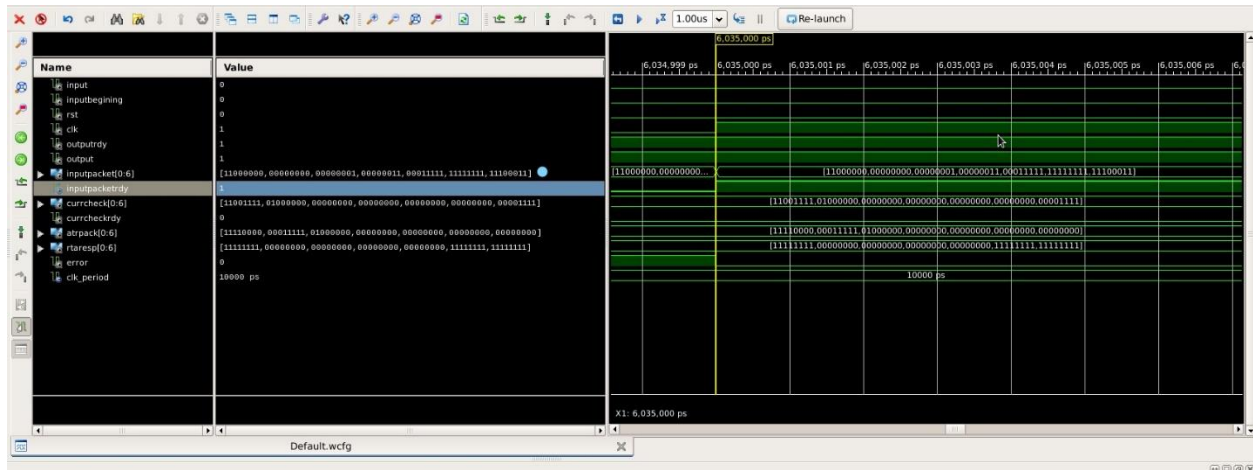 1.00us Re-launch
6,035,000 ps
Name Value
6,034,999 ps 6,035,000 ps 6,035,001 ps 6,035,002 ps 6,035,003 ps 6,035,004 ps 6,035,005 ps 6,035,006 ps
input 0
inputbegining 0
rst 0
clk 1
outputrdy 1
output 1
inputpacket[0:6] [11000000,00000000,00000001,00000011,00011111,11111111,11100011] [11000000,00000000... [11000000,00000000,00000001,00000011,00011111,11111111,11100011]
inputpacketrdy 1
currcheck[0:6] [11001111,01000000,00000000,00000000,00000000,00000000,00001111] [11001111,01000000,00000000,00000000,00000000,00000000,00001111]
currcheckrdy 0
atrpack[0:6] [11110000,00011111,01000000,00000000,00000000,00000000,00000000] [11110000,00011111,01000000,00000000,00000000,00000000,00000000]
rtaresp[0:6] [11111111,00000000,00000000,00000000,00000000,11111111,11111111] [11111111,00000000,00000000,00000000,00000000,11111111,11111111]
error 0
clk_period 10000 ps 10000 ps
X1: 6,035,000 ps
Default.wcfg